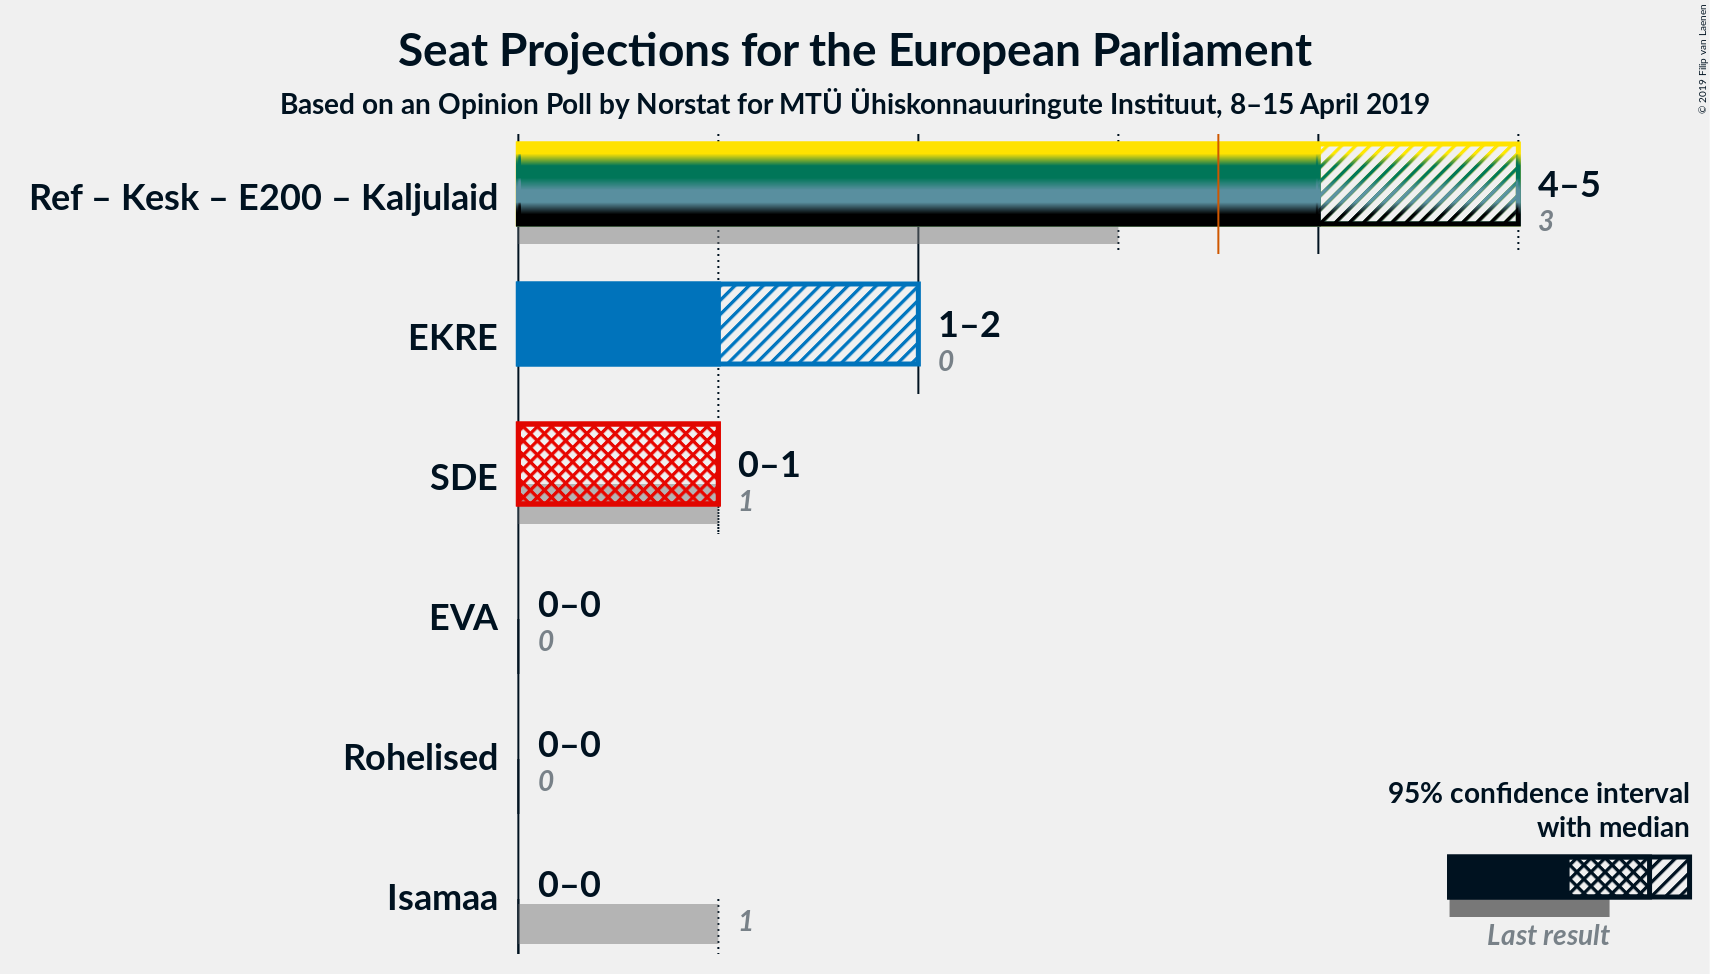 Seat Projections for the European Parliament
Based on an Opinion Poll by Norstat for MTÜ Ühiskonnauuringute Instituut, 8–15 April 2019
© 2019 Filip van Laenen
Ref – Kesk – E200 – Kaljulaid
4–5
3
EKRE
1–2
0
SDE
0–1
1
EVA
0–0
0
Rohelised
0–0
0
Isamaa
0–0
1
95% confidence interval
with median
Last result